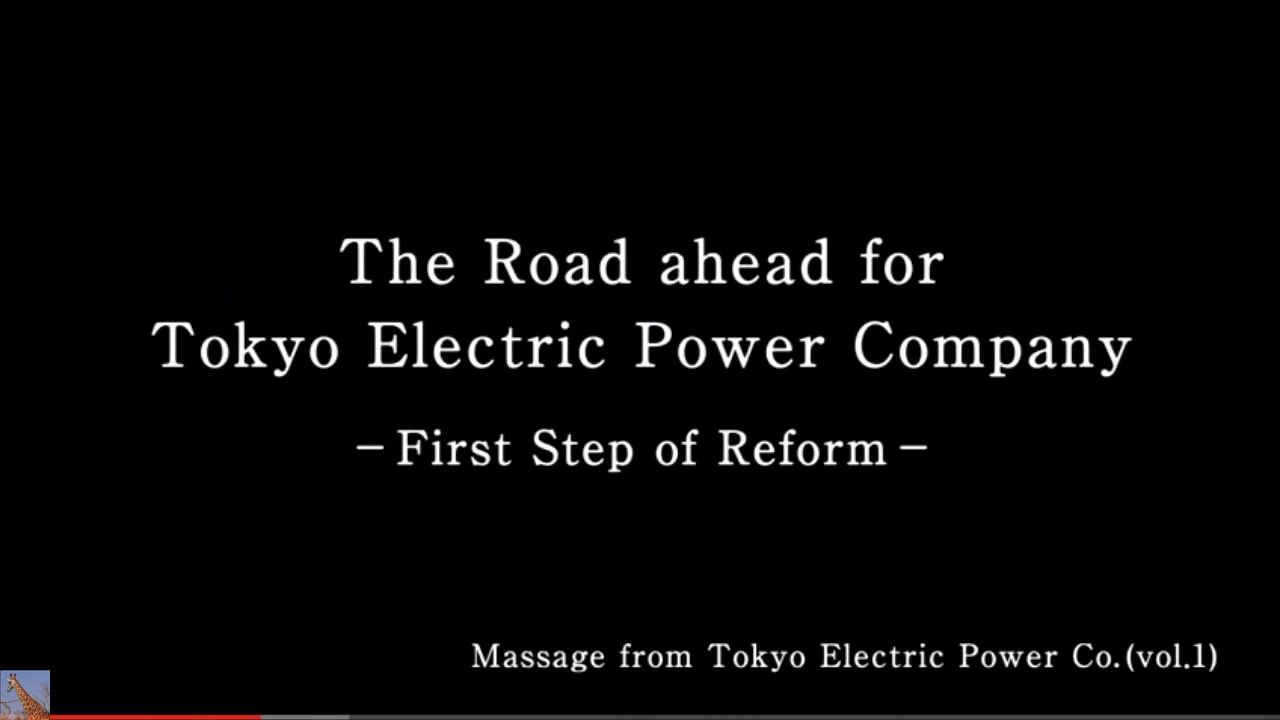 The Road ahead for
Tokyo Electric Power Company
－First Step of Reform－
Massage from Tokyo Electric Power Co.(vol.1)